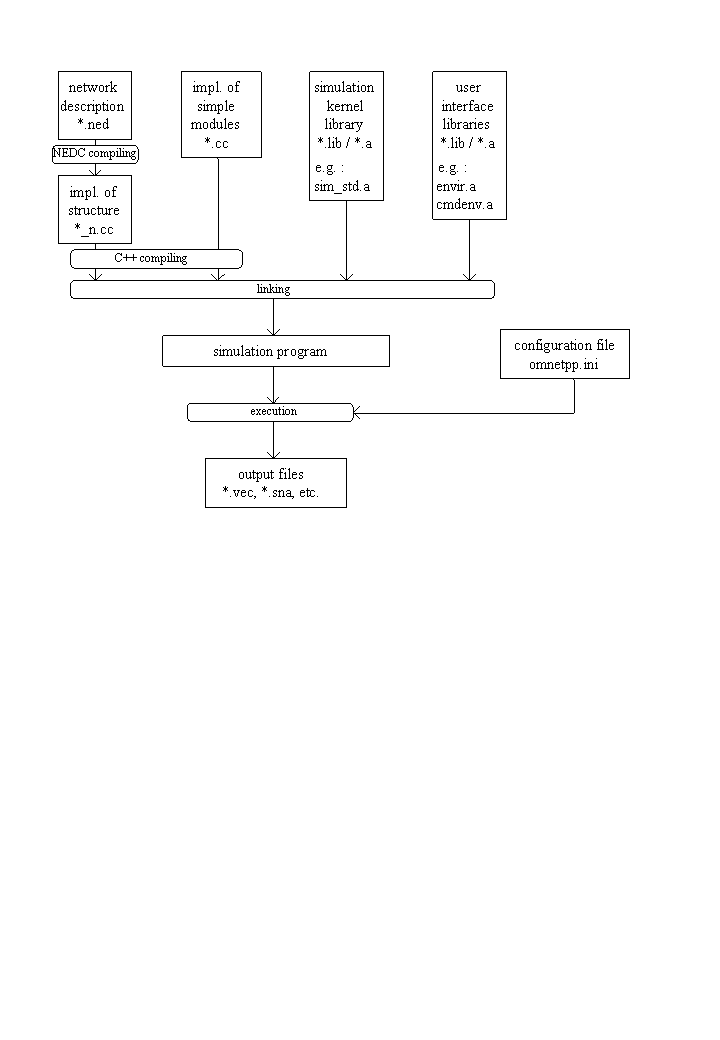 network
description
*.ned
NEDC compiling
impl. of
structure
*_n.cc
impl. of
simple
modules
*.cc
simulation
kernel
library
*.lib / *.a
e.g. :
sim_std.a
user
interface
libraries
*.lib / *.a
e.g. :
envir.a
cmdenv.a
C++ compiling
linking
simulation program
configuration file
omnetpp.ini
execution
output files
*.vec, *.sna, etc.